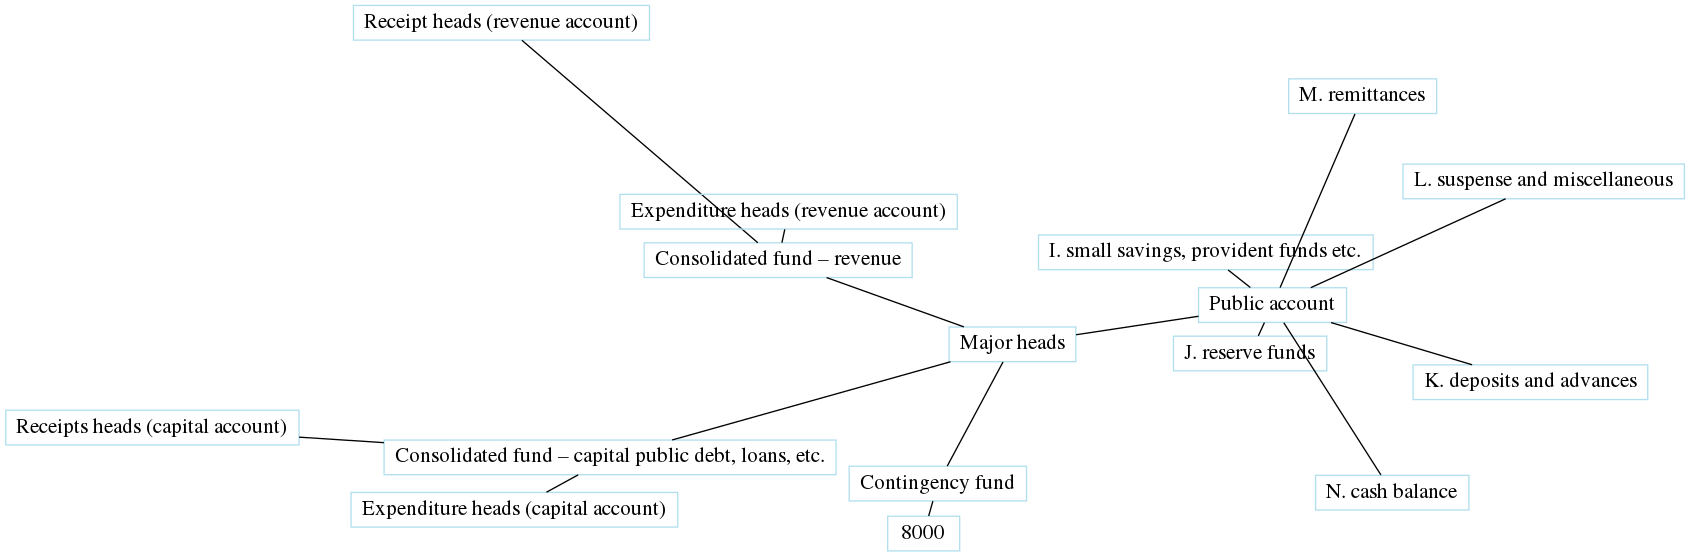 Receipt heads (revenue account)
M. remittances
L. suspense and miscellaneous
Expenditure heads (revenue account)
I. small savings, provident funds etc.
Consolidated fund – revenue
Public account
Major heads
J. reserve funds
K. deposits and advances
Receipts heads (capital account)
Consolidated fund – capital public debt, loans, etc.
Contingency fund
N. cash balance
Expenditure heads (capital account)
8000